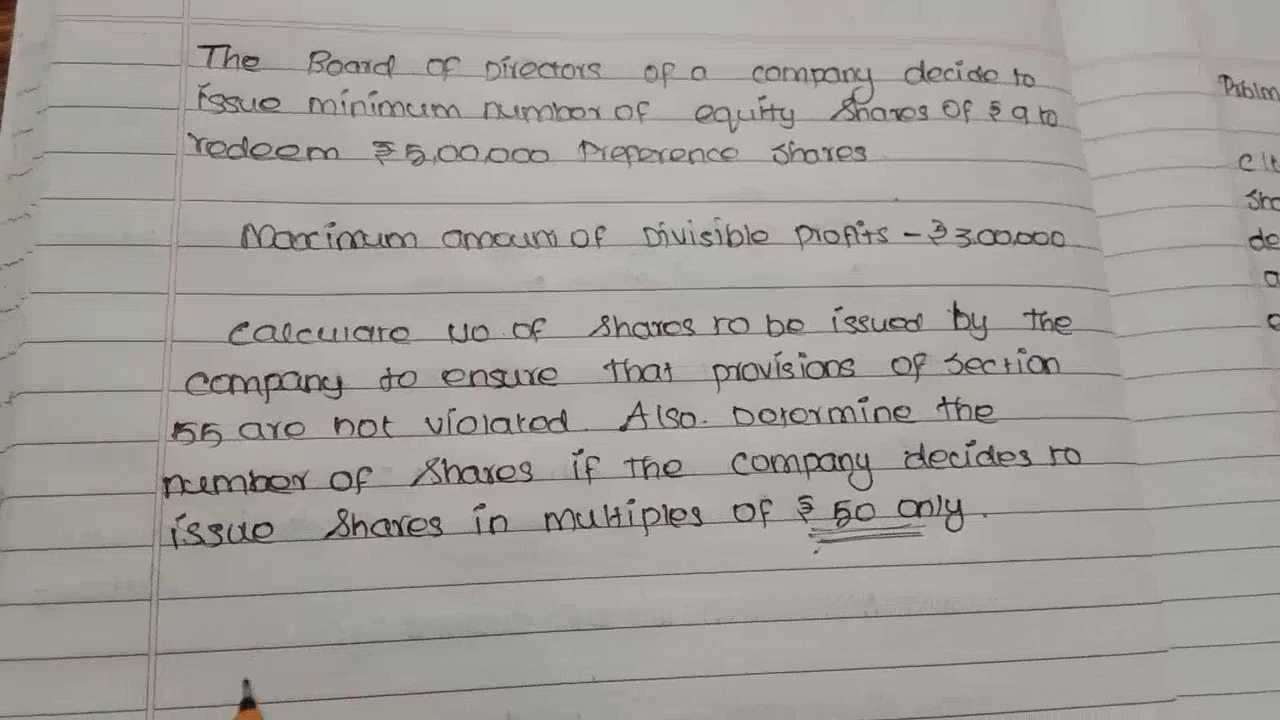 The Board of Directors of a company decide to
issue minimum number of equity shares of ₹ 9 to
redeem ₹5,00,000 Preference shares.
Maximum amount of Divisible Profits - ₹3,00,000
Calculate No of shares to be issued by the
company to ensure that provisions of section
55 are not violated. Also. Determine the
number of shares if the company decides to
issue shares in multiples of ₹ 50 only.
c
de
a